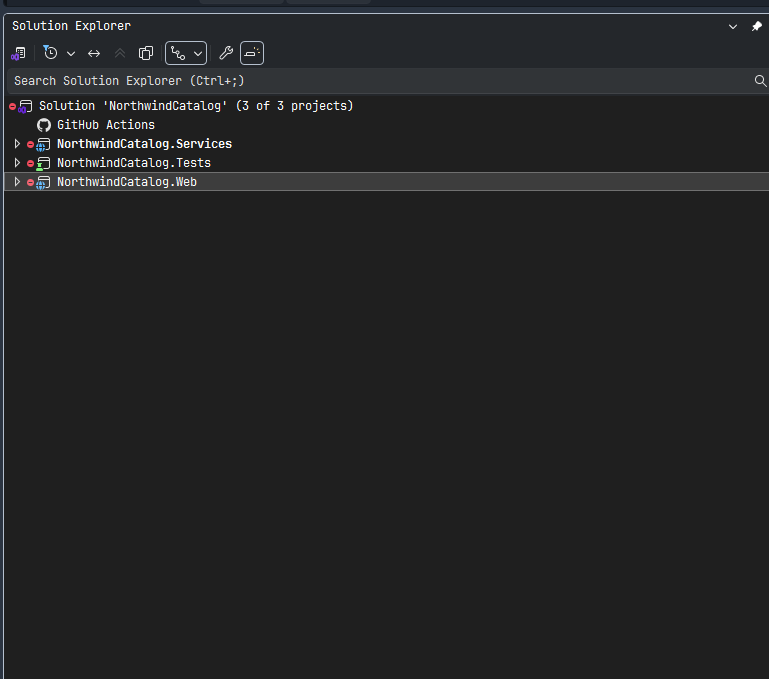 Solution Explorer
Search Solution Explorer (Ctrl+;)
Solution 'NorthwindCatalog' (3 of 3 projects)
GitHub Actions
NorthwindCatalog.Services
NorthwindCatalog.Tests
NorthwindCatalog.Web